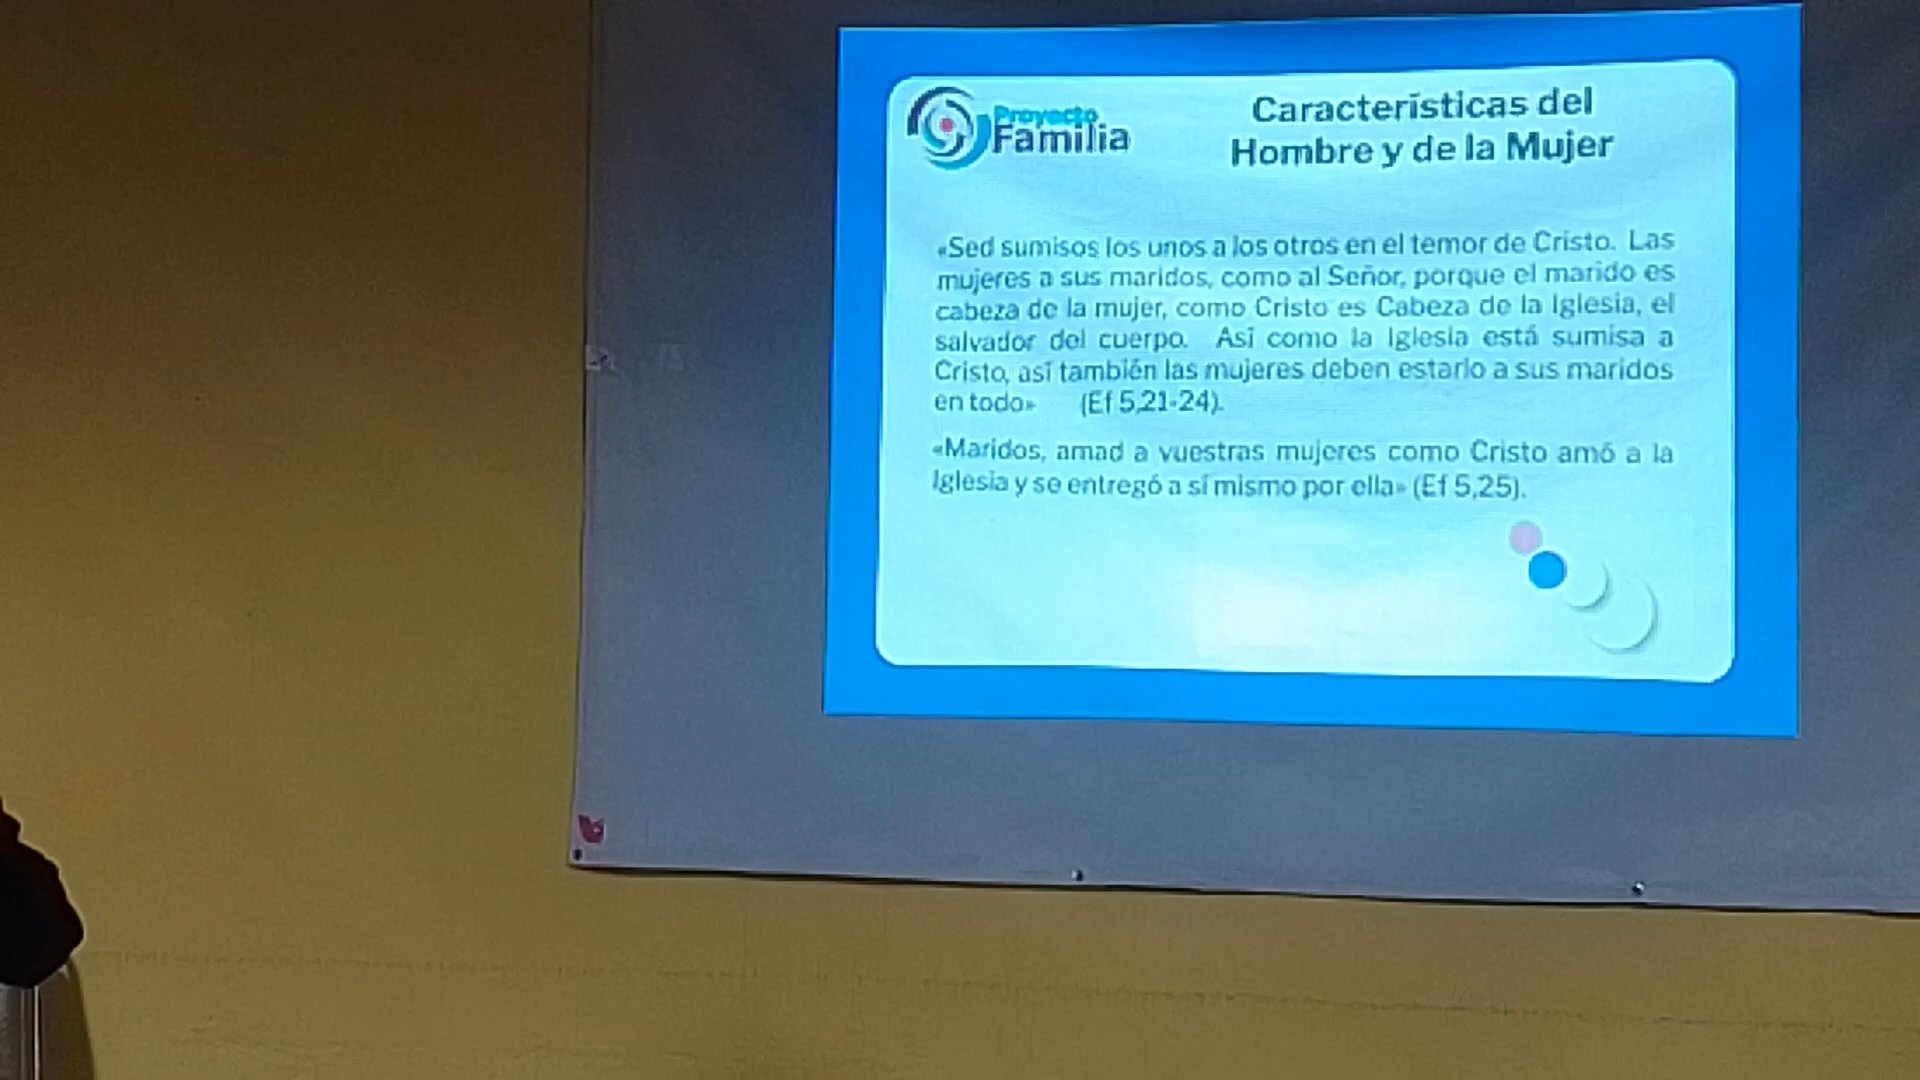 Proyecto
Familia
Características del
Hombre y de la Mujer
«Sed sumisos los unos a los otros en el temor de Cristo. Las
mujeres a sus maridos, como al Señor, porque el marido es
cabeza de la mujer, como Cristo es Cabeza de la Iglesia, el
salvador del cuerpo. Así como la Iglesia está sumisa a
Cristo, así también las mujeres deben estarlo a sus maridos
en todo» (Ef 5,21-24).
«Maridos, amad a vuestras mujeres como Cristo amó a la
Iglesia y se entregó a sí mismo por ella» (Ef 5,25).